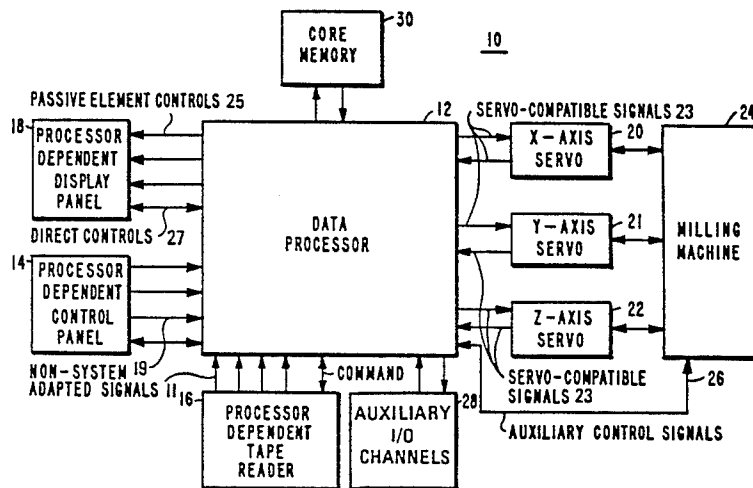 CORE
MEMORY
30
10
PASSIVE ELEMENT CONTROLS 25
12
SERVO-COMPATIBLE SIGNALS 23
20
24
18
PROCESSOR
DEPENDENT
DISPLAY
PANEL
X-AXIS
SERVO
DIRECT CONTROLS 27
DATA
PROCESSOR
21
Y-AXIS
SERVO
MILLING
MACHINE
14
PROCESSOR
DEPENDENT
CONTROL
PANEL
22
Z-AXIS
SERVO
NON-SYSTEM 19
ADAPTED SIGNALS 11
COMMAND
SERVO-COMPATIBLE
SIGNALS 23
26
16
PROCESSOR
DEPENDENT
TAPE
READER
28
AUXILIARY
I/O
CHANNELS
AUXILIARY CONTROL SIGNALS